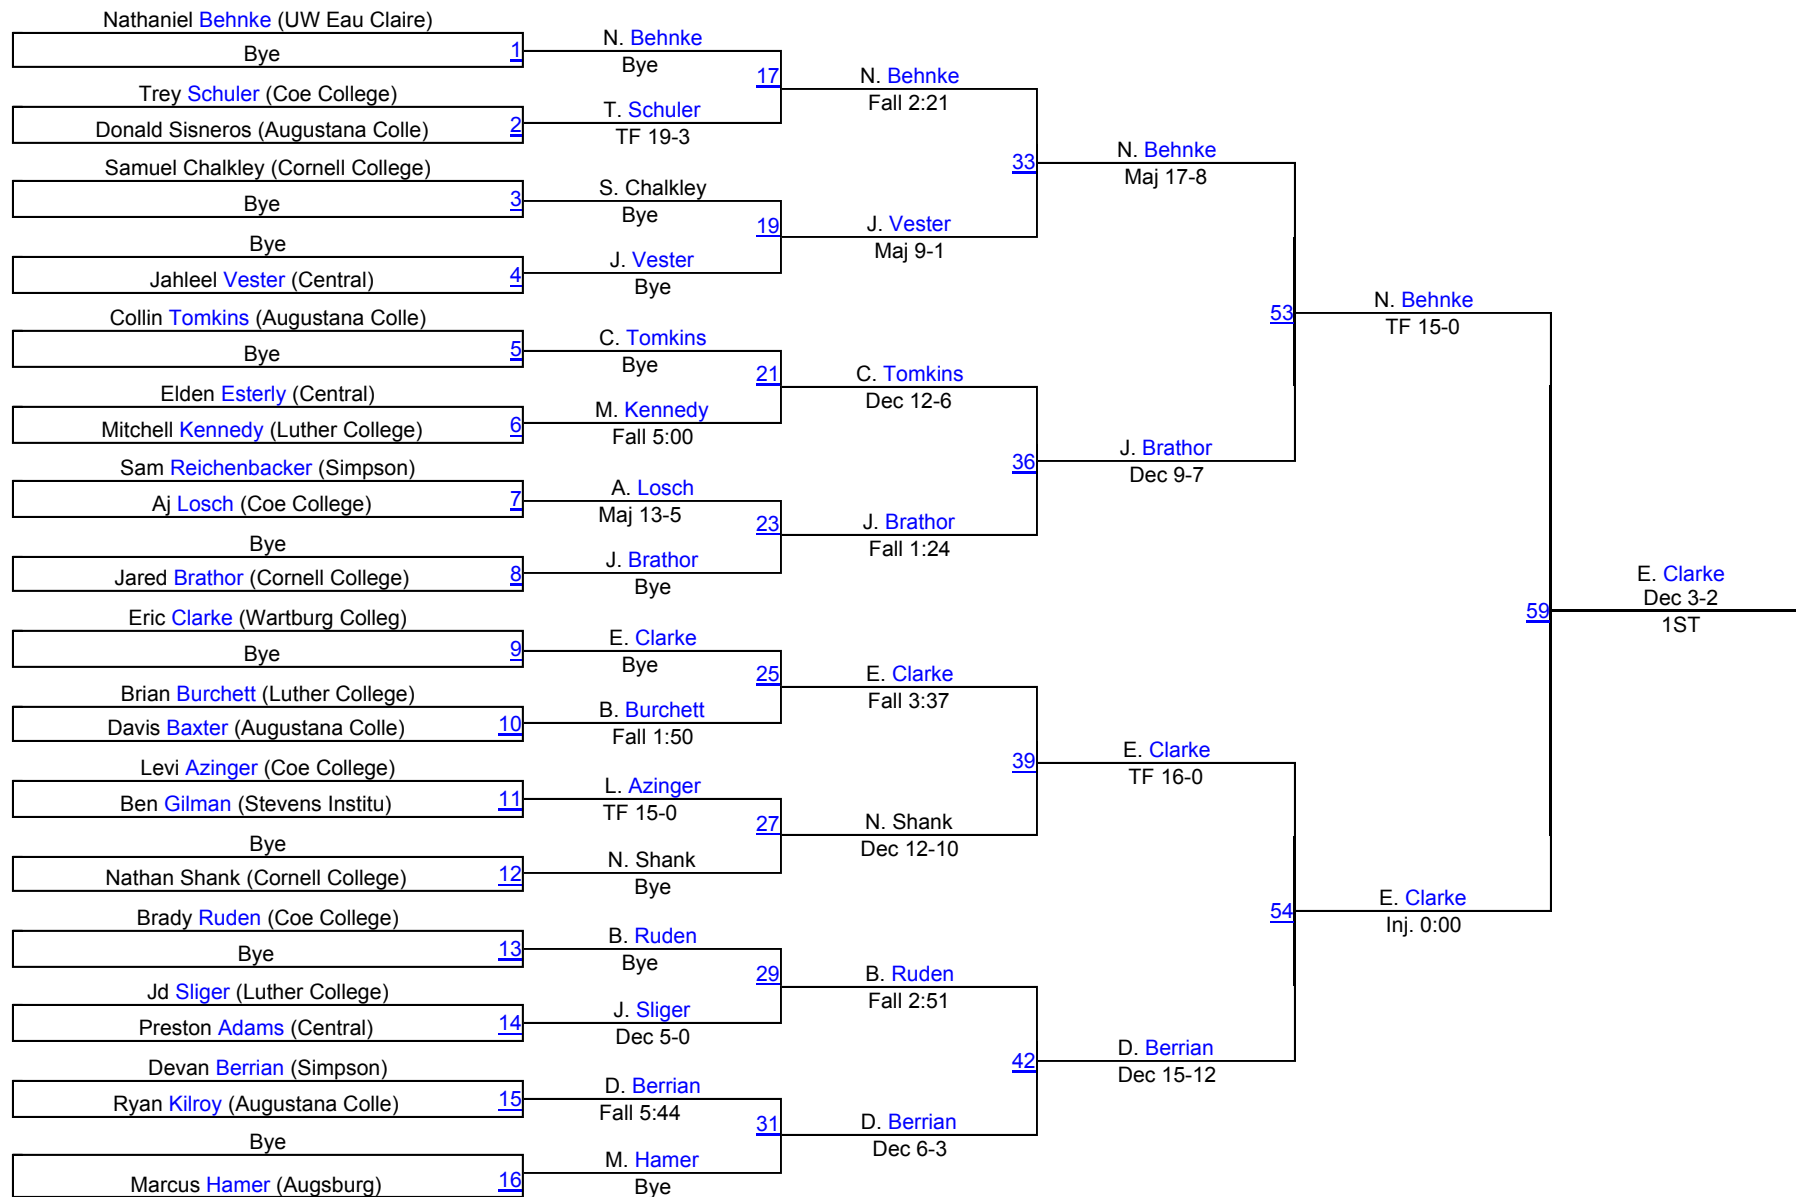 Nathaniel Behnke (UW Eau Claire)
Bye
1
Trey Schuler (Coe College)
Donald Sisneros (Augustana Colle)
2
Samuel Chalkley (Cornell College)
Bye
3
Bye
Jahleel Vester (Central)
4
Collin Tomkins (Augustana Colle)
Bye
5
Elden Esterly (Central)
Mitchell Kennedy (Luther College)
6
Sam Reichenbacker (Simpson)
Aj Losch (Coe College)
7
Bye
Jared Brathor (Cornell College)
8
Eric Clarke (Wartburg Colleg)
Bye
9
Brian Burchett (Luther College)
Davis Baxter (Augustana Colle)
10
Levi Azinger (Coe College)
Ben Gilman (Stevens Institu)
11
Bye
Nathan Shank (Cornell College)
12
Brady Ruden (Coe College)
Bye
13
Jd Sliger (Luther College)
Preston Adams (Central)
14
Devan Berrian (Simpson)
Ryan Kilroy (Augustana Colle)
15
Bye
Marcus Hamer (Augsburg)
16
N. Behnke
Bye
17
T. Schuler
TF 19-3
S. Chalkley
Bye
19
J. Vester
Bye
C. Tomkins
Bye
21
M. Kennedy
Fall 5:00
A. Losch
Maj 13-5
23
J. Brathor
Bye
E. Clarke
Bye
25
B. Burchett
Fall 1:50
L. Azinger
TF 15-0
27
N. Shank
Bye
B. Ruden
Bye
29
J. Sliger
Dec 5-0
D. Berrian
Fall 5:44
31
M. Hamer
Bye
N. Behnke
Fall 2:21
33
J. Vester
Maj 9-1
C. Tomkins
Dec 12-6
36
J. Brathor
Fall 1:24
E. Clarke
Fall 3:37
39
N. Shank
Dec 12-10
B. Ruden
Fall 2:51
42
D. Berrian
Dec 6-3
N. Behnke
Maj 17-8
53
J. Brathor
Dec 9-7
E. Clarke
TF 16-0
54
D. Berrian
Dec 15-12
N. Behnke
TF 15-0
59
E. Clarke
Inj. 0:00
E. Clarke
Dec 3-2
1ST